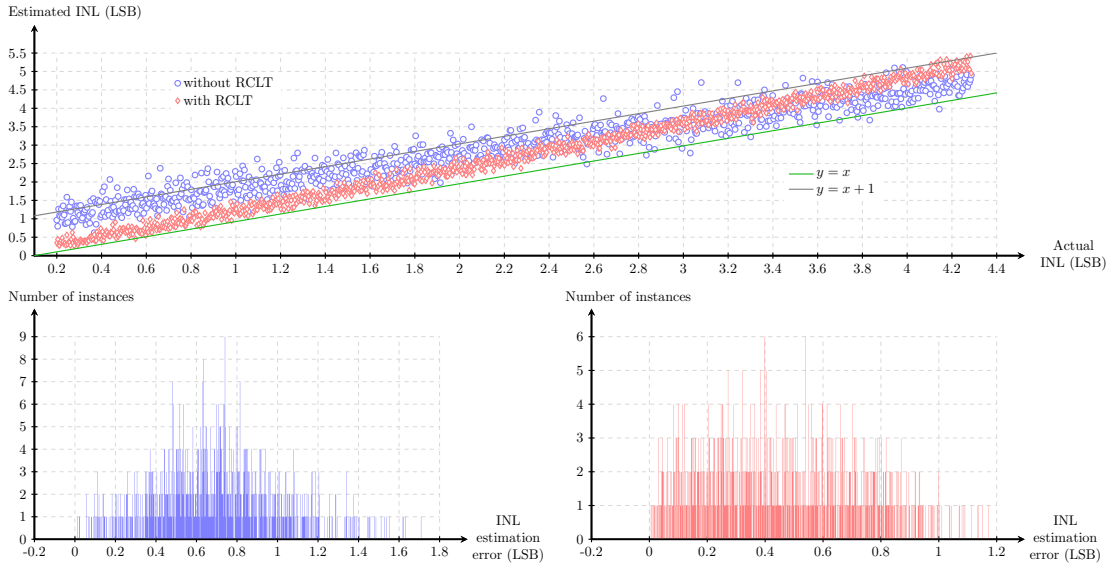 Estimated INL (LSB)
5.5
5
4.5
4
3.5
3
2.5
2
1.5
1
0.5
0
without RCLT
with RCLT
y = x
y = x + 1
0.2 0.4 0.6 0.8 1 1.2 1.4 1.6 1.8 2 2.2 2.4 2.6 2.8 3 3.2 3.4 3.6 3.8 4 4.2 4.4
Actual
INL (LSB)
Number of instances
9
8
7
6
5
4
3
2
1
0
-0.2 0 0.2 0.4 0.6 0.8 1 1.2 1.4 1.6 1.8
INL
estimation
error (LSB)
Number of instances
6
5
4
3
2
1
0
-0.2 0 0.2 0.4 0.6 0.8 1 1.2
INL
estimation
error (LSB)